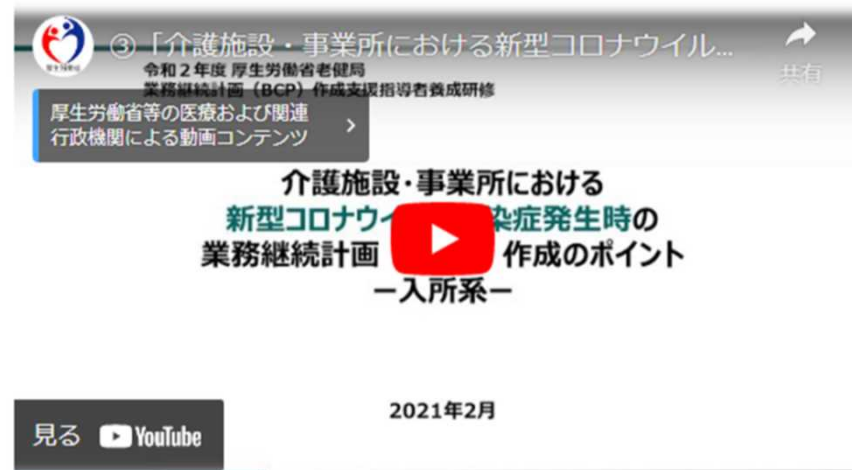 ③「介護施設・事業所における新型コロナウイル...
共有
令和2年度 厚生労働省老健局
業務継続計画（BCP）作成支援指導者養成研修
厚生労働省等の医療および関連
行政機関による動画コンテンツ
介護施設・事業所における
新型コロナウイ 染症発生時の
業務継続計画 作成のポイント
ー入所系ー
2021年2月
見る YouTube